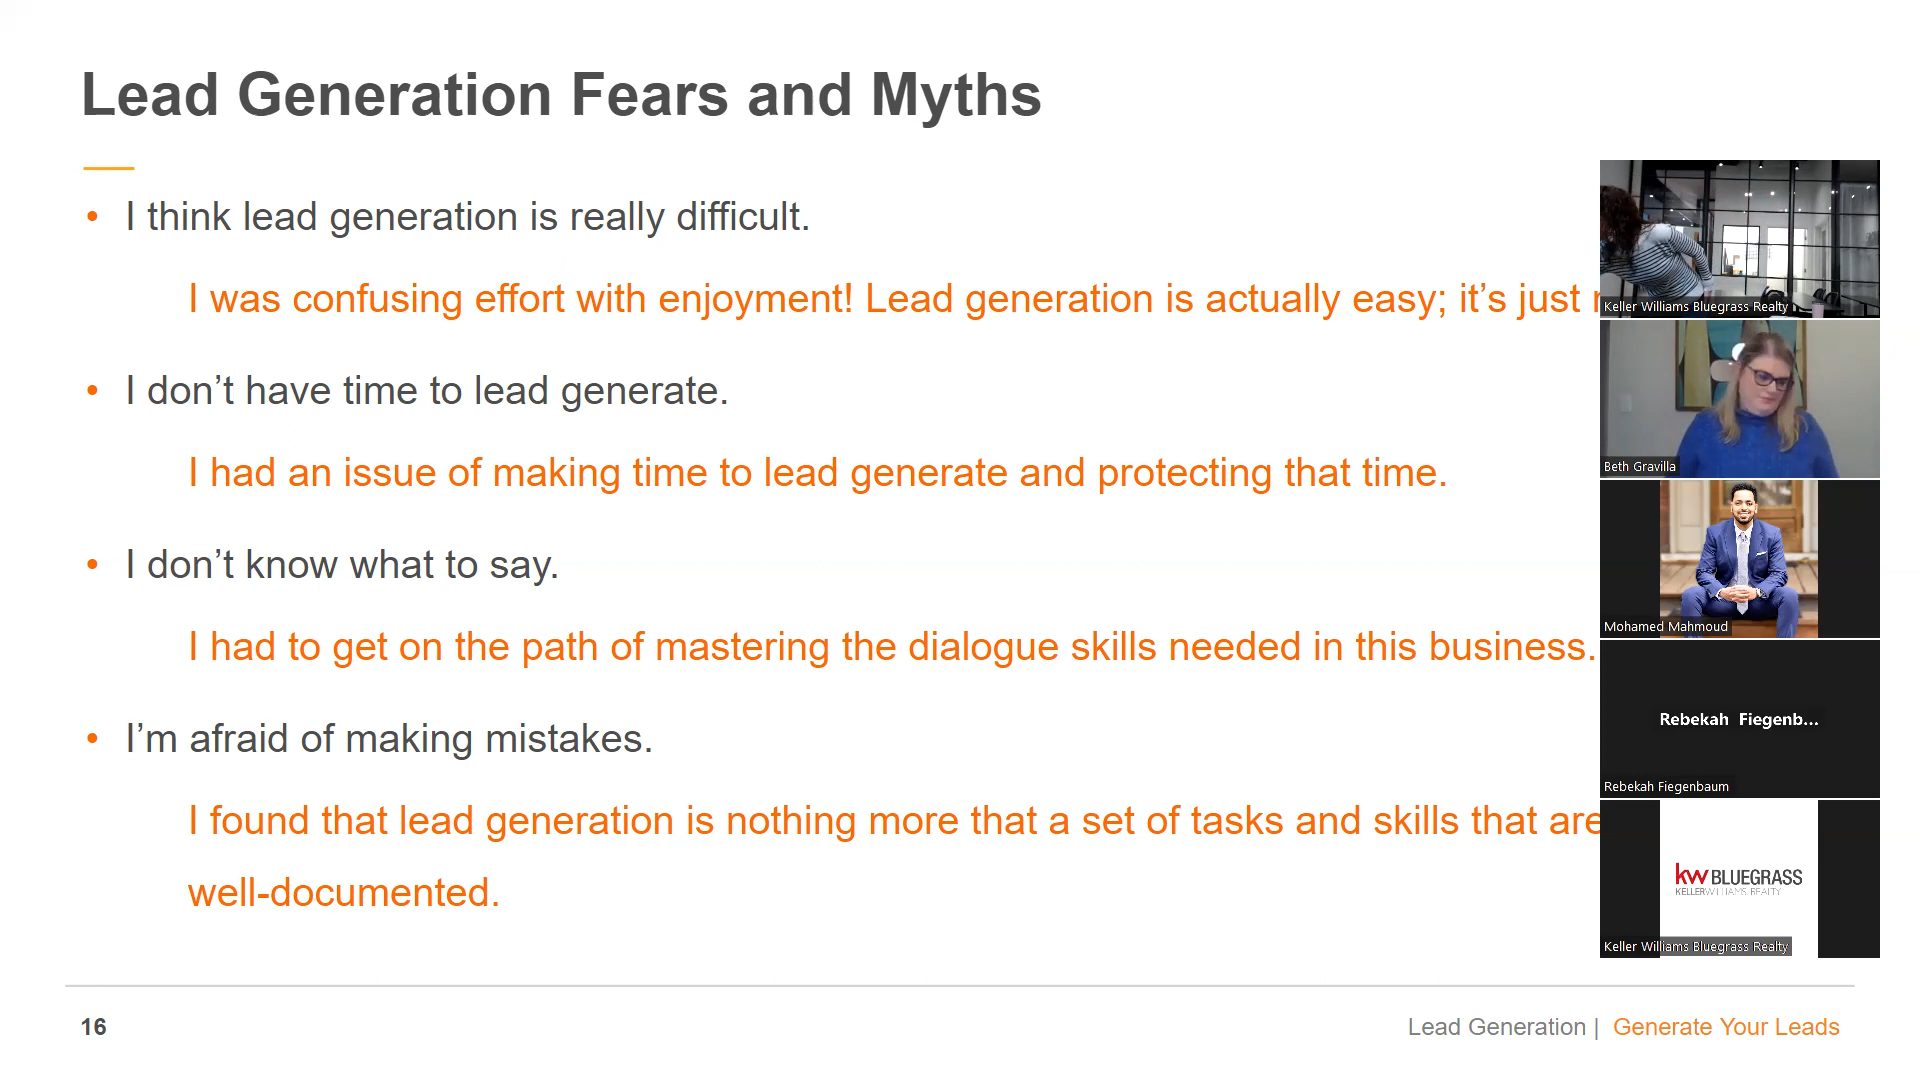 Lead Generation Fears and Myths
• I think lead generation is really difficult.
I was confusing effort with enjoyment! Lead generation is actually easy; it’s just
• I don’t have time to lead generate.
I had an issue of making time to lead generate and protecting that time.
• I don’t know what to say.
I had to get on the path of mastering the dialogue skills needed in this business.
• I’m afraid of making mistakes.
I found that lead generation is nothing more that a set of tasks and skills that are
well-documented.
Keller Williams Bluegrass Realty
Beth Gravilla
Mohamed Mahmoud
Rebekah Fiegenb...
Rebekah Fiegenbaum
kw BLUEGRASS
KELLERWILLIAMS. REALTY
Keller Williams Bluegrass Realty
16
Lead Generation | Generate Your Leads